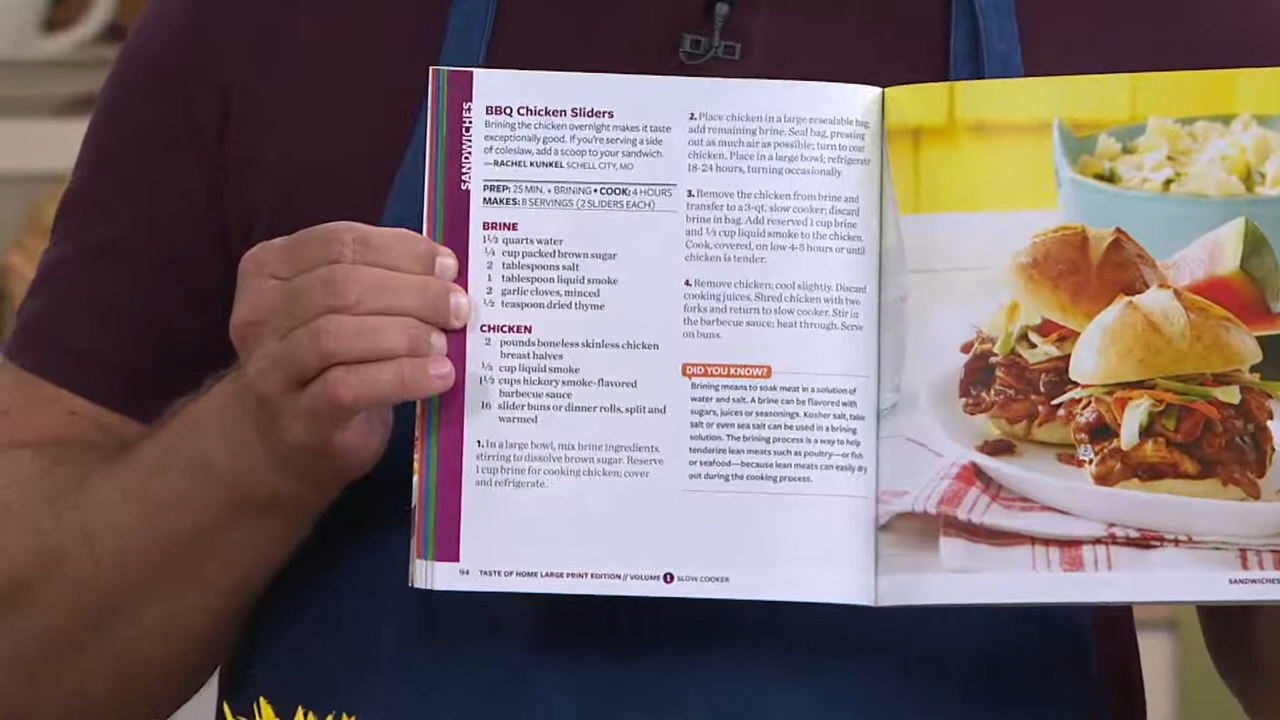 SANDWICHES
BBQ Chicken Sliders
Brining the chicken overnight makes it taste
exceptionally good. If you're serving a side
of coleslaw, add a scoop to your sandwich.
—RACHEL KUNKEL SCHELL CITY, MO
PREP: 25 MIN. + BRINING • COOK: 4 HOURS
MAKES: 8 SERVINGS (2 SLIDERS EACH)
BRINE
1½ quarts water
¼ cup packed brown sugar
2 tablespoons salt
1 tablespoon liquid smoke
2 garlic cloves, minced
½ teaspoon dried thyme
CHICKEN
2 pounds boneless skinless chicken
breast halves
⅓ cup liquid smoke
1½ cups hickory smoke-flavored
barbecue sauce
16 slider buns or dinner rolls, split and
warmed
1. In a large bowl, mix brine ingredients,
stirring to dissolve brown sugar. Reserve
1 cup brine for cooking chicken; cover
and refrigerate.
2. Place chicken in a large resealable bag;
add remaining brine. Seal bag, pressing
out as much air as possible; turn to coat
chicken. Place in a large bowl; refrigerate
18-24 hours, turning occasionally.
3. Remove the chicken from brine and
transfer to a 3-qt. slow cooker; discard
brine in bag. Add reserved 1 cup brine
and ⅓ cup liquid smoke to the chicken.
Cook, covered, on low 4-5 hours or until
chicken is tender.
4. Remove chicken; cool slightly. Discard
cooking juices. Shred chicken with two
forks and return to slow cooker. Stir in
the barbecue sauce; heat through. Serve
on buns.
DID YOU KNOW?
Brining means to soak meat in a solution of
water and salt. A brine can be flavored with
sugars, juices or seasonings. Kosher salt, table
salt or even sea salt can be used in a brining
solution. The brining process is a way to help
tenderize lean meats such as poultry—or fish
or seafood—because lean meats can easily dry
out during the cooking process.
94 TASTE OF HOME LARGE PRINT EDITION // VOLUME 1 SLOW COOKER
SANDWICHES